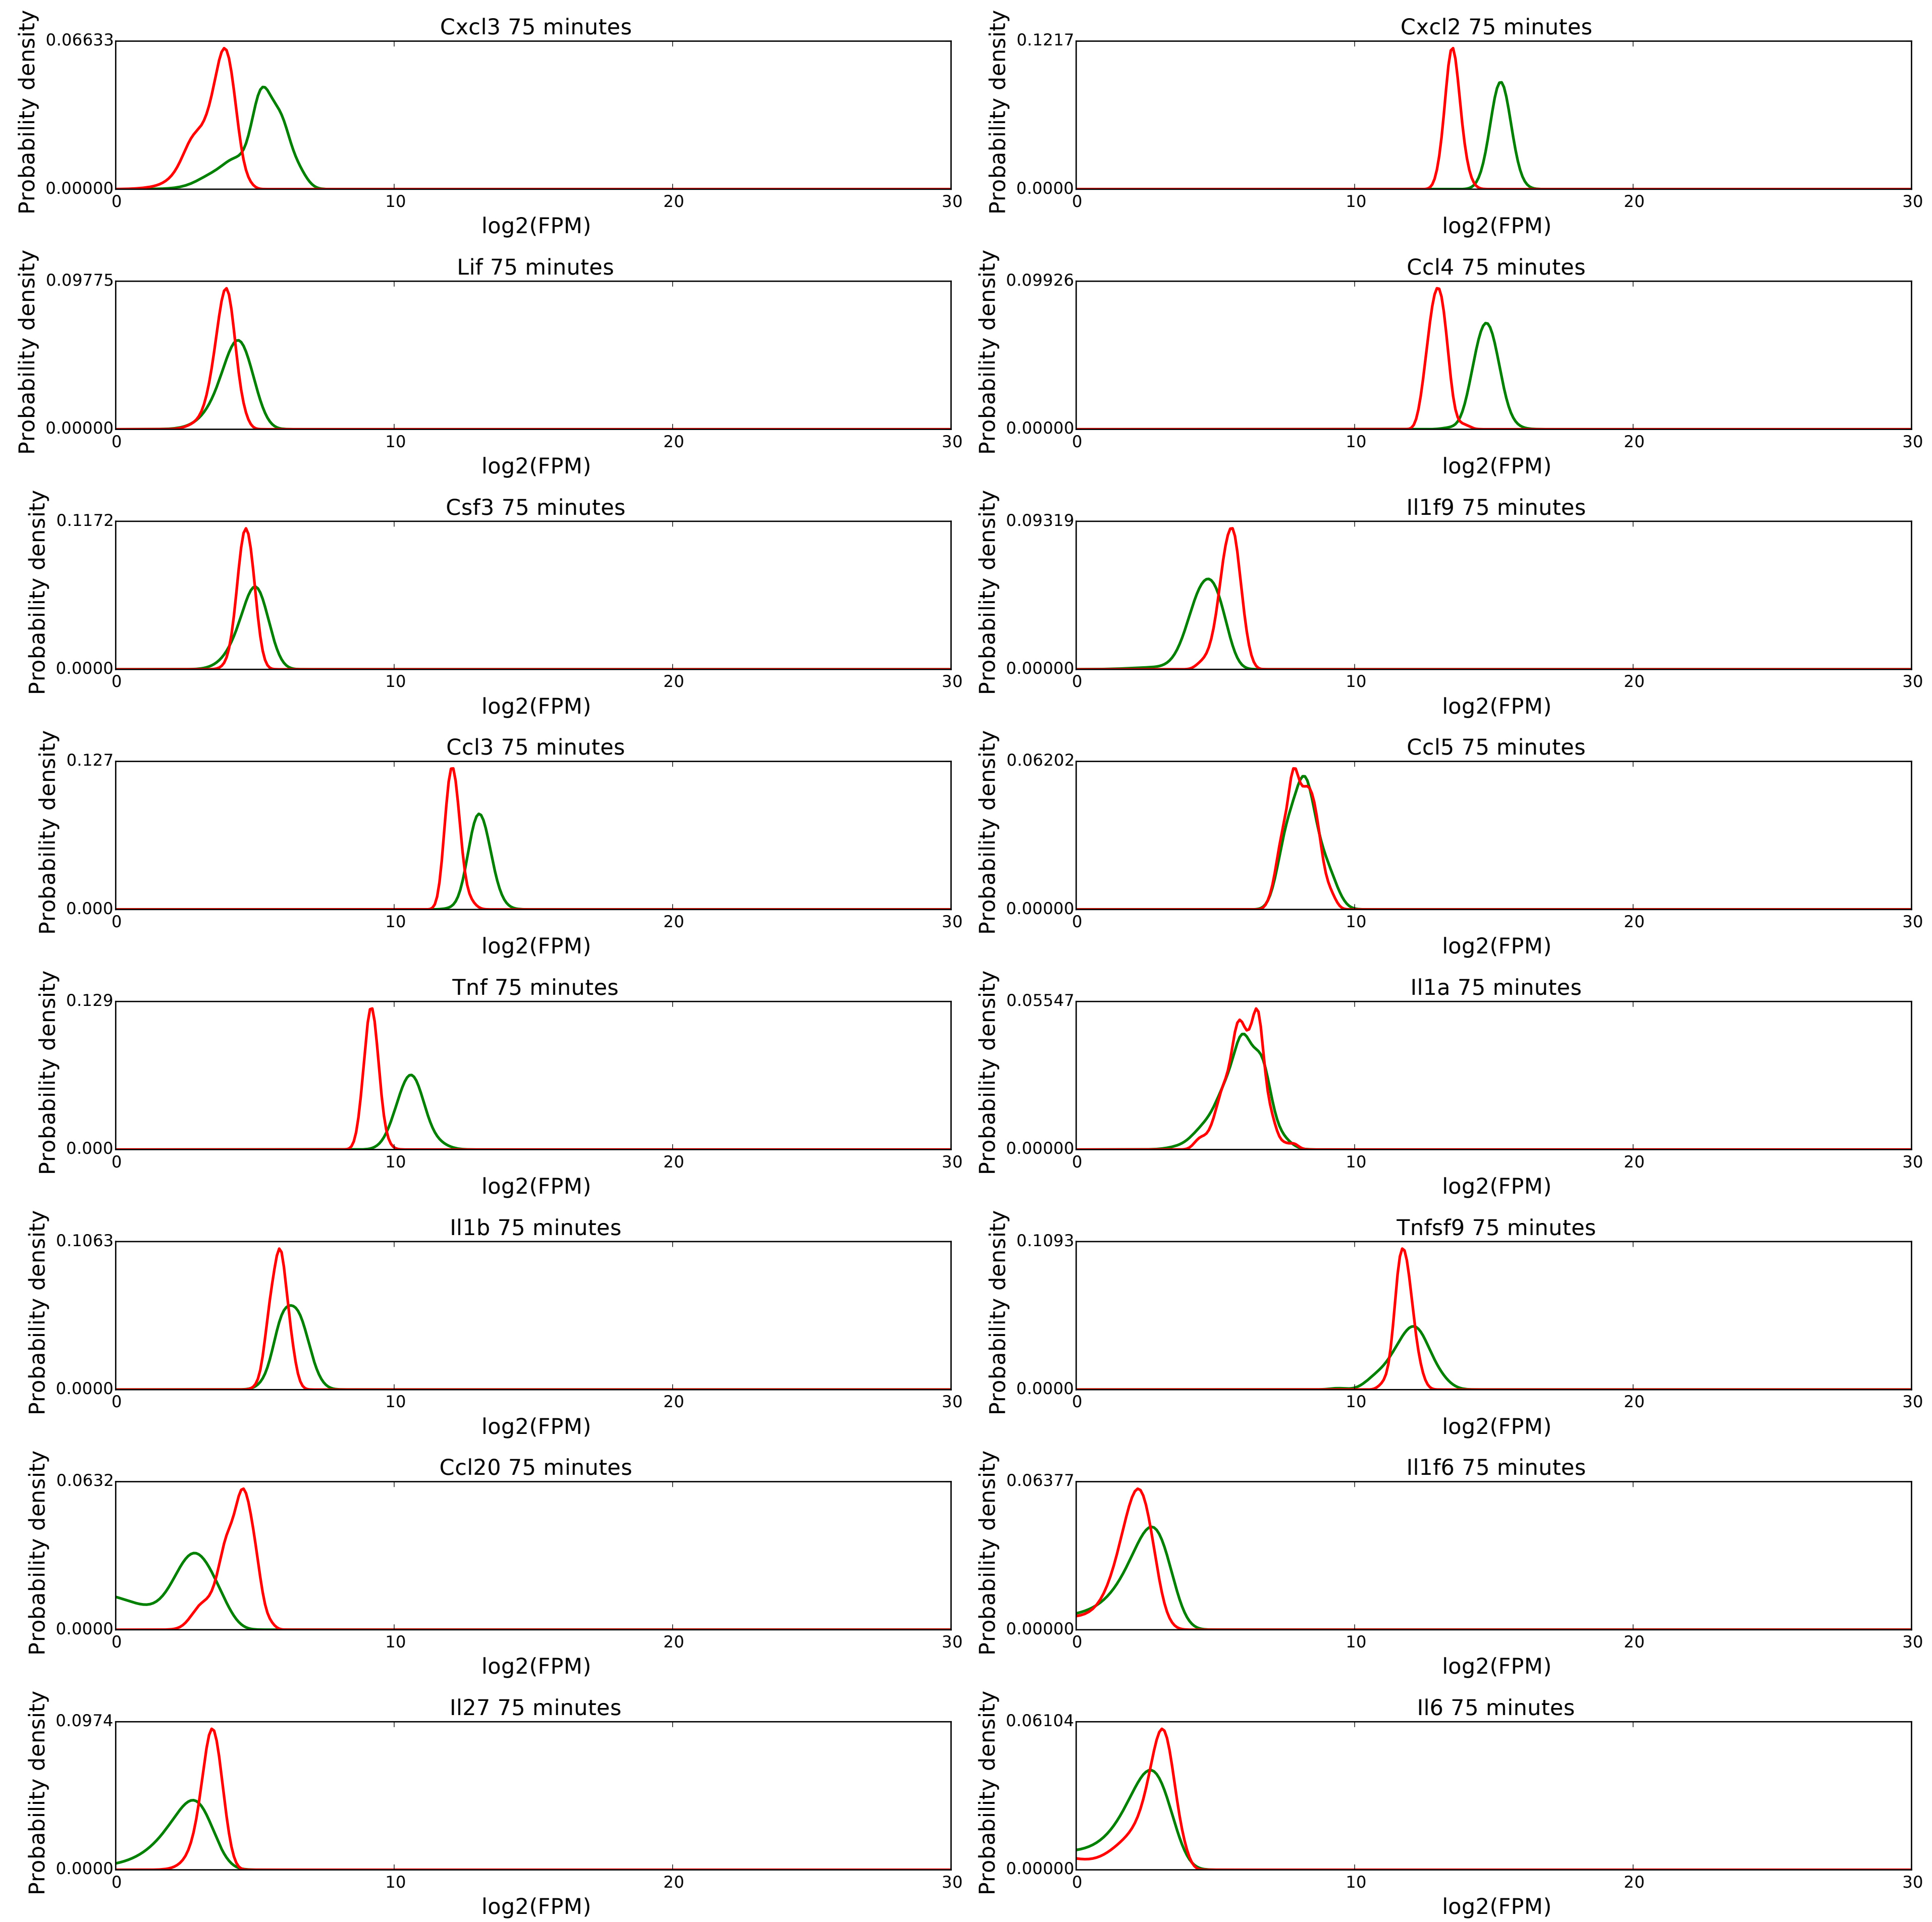 Cxcl3 75 minutes
Probability density
0.06633
0.00000
0 10 20 30
log2(FPM)
Cxcl2 75 minutes
Probability density
0.1217
0.0000
0 10 20 30
log2(FPM)
Lif 75 minutes
Probability density
0.09775
0.00000
0 10 20 30
log2(FPM)
Ccl4 75 minutes
Probability density
0.09926
0.00000
0 10 20 30
log2(FPM)
Csf3 75 minutes
Probability density
0.1172
0.0000
0 10 20 30
log2(FPM)
Il1f9 75 minutes
Probability density
0.09319
0.00000
0 10 20 30
log2(FPM)
Ccl3 75 minutes
Probability density
0.127
0.000
0 10 20 30
log2(FPM)
Ccl5 75 minutes
Probability density
0.06202
0.00000
0 10 20 30
log2(FPM)
Tnf 75 minutes
Probability density
0.129
0.000
0 10 20 30
log2(FPM)
Il1a 75 minutes
Probability density
0.05547
0.00000
0 10 20 30
log2(FPM)
Il1b 75 minutes
Probability density
0.1063
0.0000
0 10 20 30
log2(FPM)
Tnfsf9 75 minutes
Probability density
0.1093
0.0000
0 10 20 30
log2(FPM)
Ccl20 75 minutes
Probability density
0.0632
0.0000
0 10 20 30
log2(FPM)
Il1f6 75 minutes
Probability density
0.06377
0.00000
0 10 20 30
log2(FPM)
Il27 75 minutes
Probability density
0.0974
0.0000
0 10 20 30
log2(FPM)
Il6 75 minutes
Probability density
0.06104
0.00000
0 10 20 30
log2(FPM)